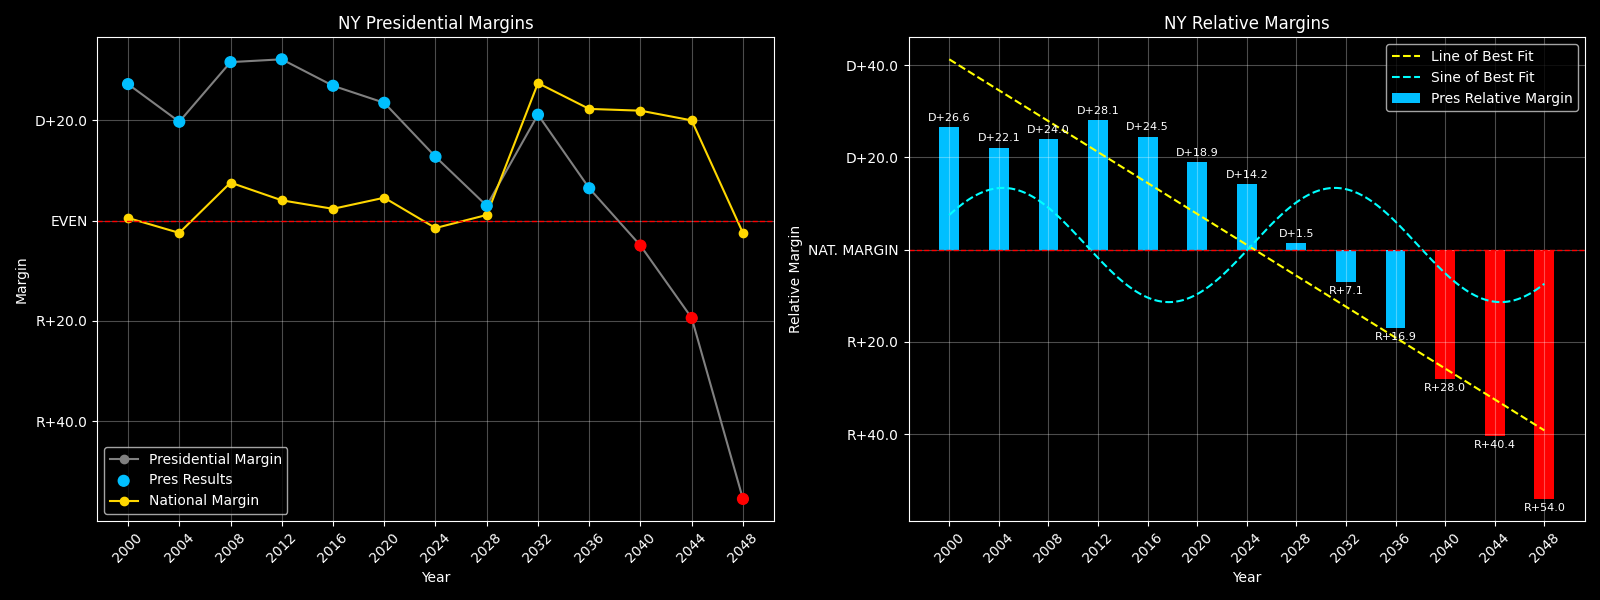 NY Presidential Margins
Margin
D+20.0
EVEN
R+20.0
R+40.0
Presidential Margin
Pres Results
National Margin
2000
2004
2008
2012
2016
2020
2024
2028
2032
2036
2040
2044
2048
Year
NY Relative Margins
Relative Margin
D+40.0
D+20.0
NAT. MARGIN
R+20.0
R+40.0
Line of Best Fit
Sine of Best Fit
Pres Relative Margin
D+26.6
D+22.1
D+24.0
D+28.1
D+24.5
D+18.9
D+14.2
D+1.5
R+7.1
R+16.9
R+28.0
R+40.4
R+54.0
2000
2004
2008
2012
2016
2020
2024
2028
2032
2036
2040
2044
2048
Year